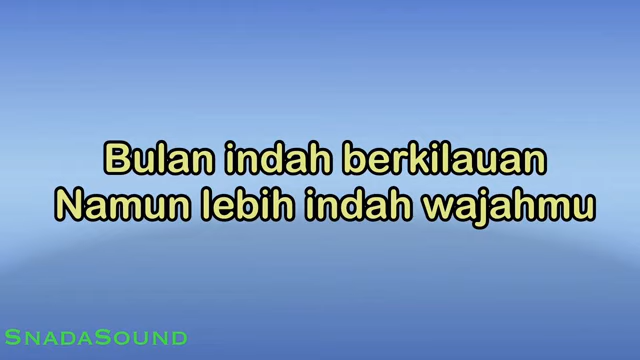 Bulan indah berkilauan
Namun lebih indah wajahmu
SnadaSound